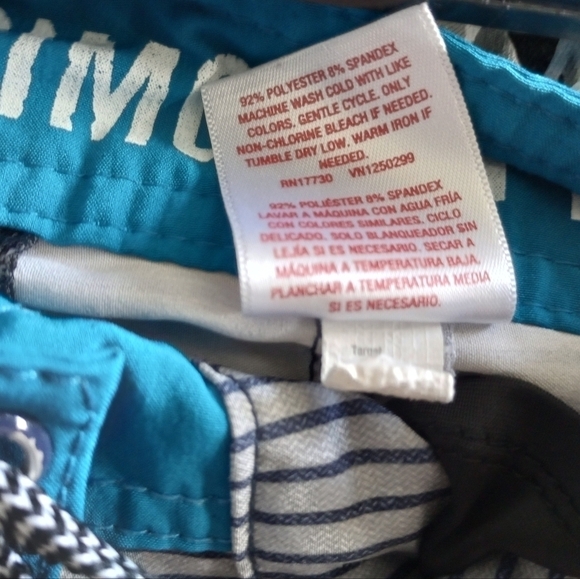 IMO
92% POLYESTER 8% SPANDEX
MACHINE WASH COLD WITH LIKE
COLORS. GENTLE CYCLE. ONLY
NON-CHLORINE BLEACH IF NEEDED.
TUMBLE DRY LOW. WARM IRON IF
NEEDED.
RN17730 VN1250299
92% POLIÉSTER 8% SPANDEX
LAVAR A MÁQUINA CON AGUA FRÍA
CON COLORES SIMILARES. CICLO
DELICADO. SOLO BLANQUEADOR SIN
LEJÍA SI ES NECESARIO. SECAR A
MÁQUINA A TEMPERATURA BAJA.
PLANCHAR A TEMPERATURA MEDIA
SI ES NECESARIO.